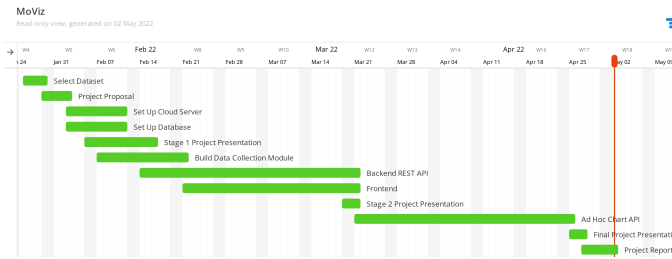 MoViz
Read-only view, generated on 02 May 2022
W4 W5 W6 Feb 22 W8 W9 W10 Mar 22 W12 W13 W14 Apr 22 W16 W17 W18
24 Jan 31 Feb 07 Feb 14 Feb 21 Feb 28 Mar 07 Mar 14 Mar 21 Mar 28 Apr 04 Apr 11 Apr 18 Apr 25 May 02 May 09
Select Dataset
Project Proposal
Set Up Cloud Server
Set Up Database
Stage 1 Project Presentation
Build Data Collection Module
Backend REST API
Frontend
Stage 2 Project Presentation
Ad Hoc Chart API
Final Project Presentati
Project Report